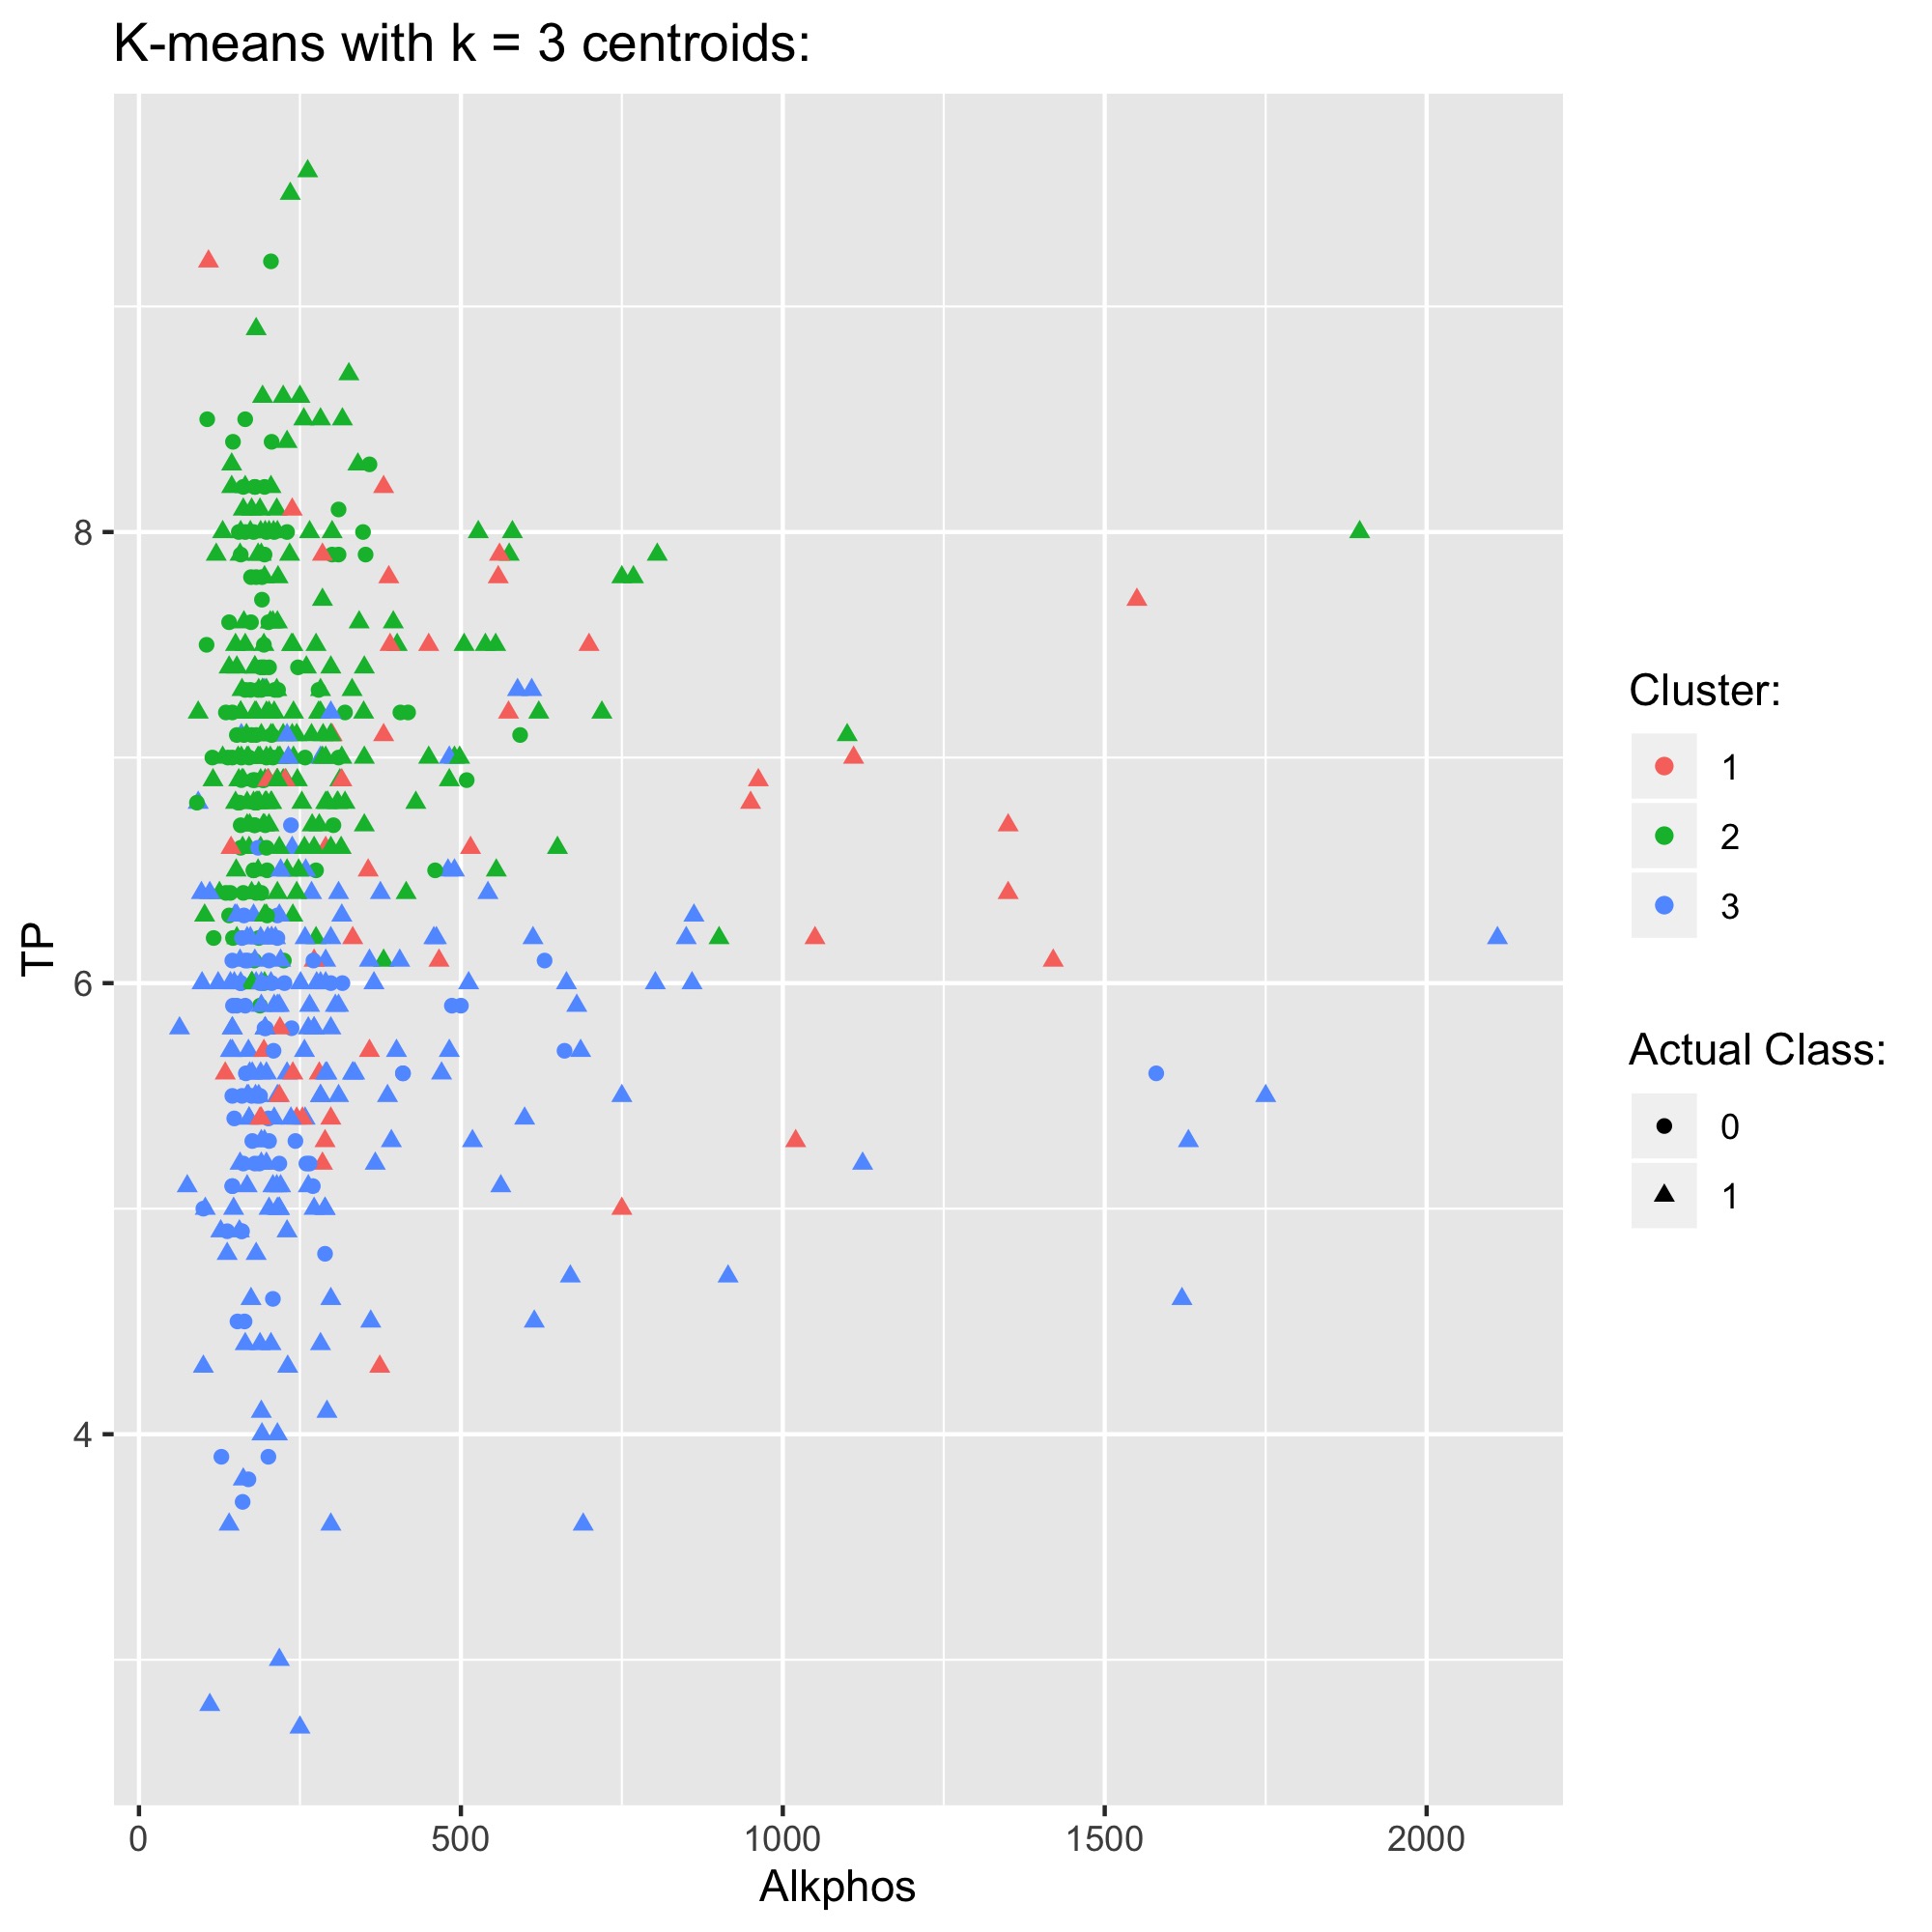 K-means with k = 3 centroids:
TP
8
6
4
0
500
1000
1500
2000
Alkphos
Cluster:
1
2
3
Actual Class:
0
1